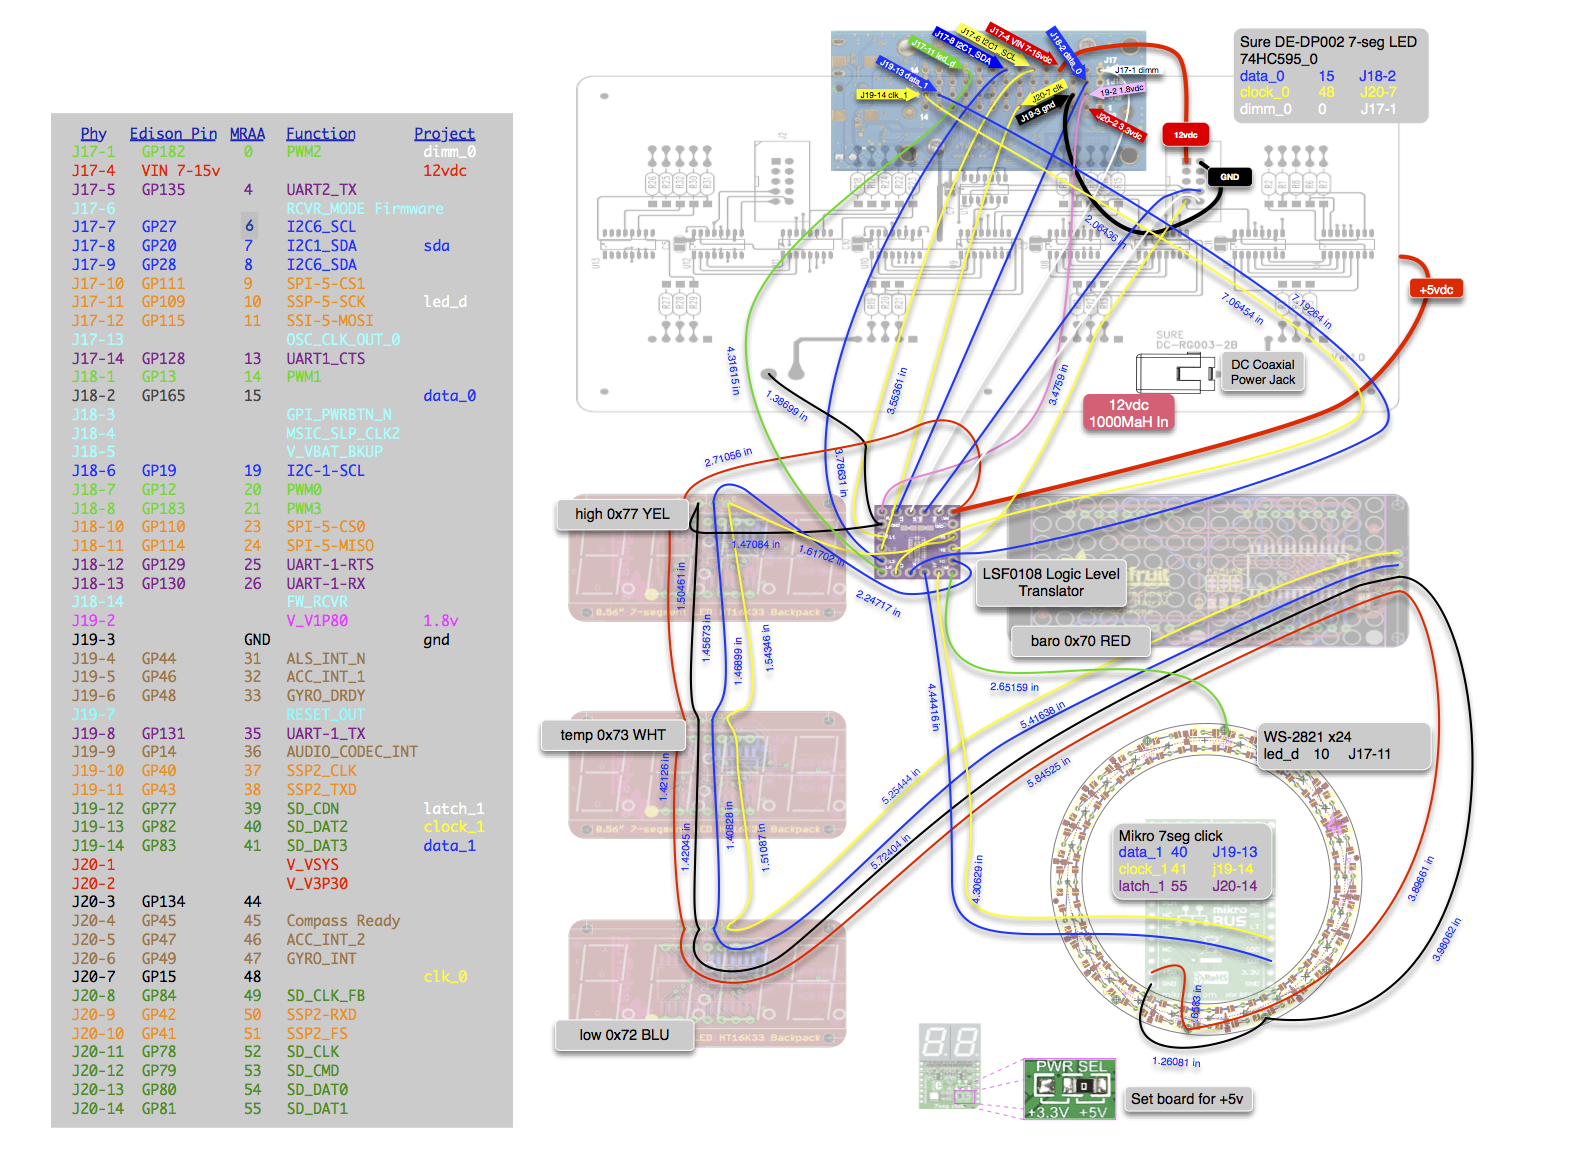 Phy Edison Pin MRAA Function Project
J17-1 GP182 0 PWM2 dimm_0
J17-4 VIN 7-15v 12vdc
J17-5 GP135 4 UART2_TX
J17-6 RCVR_MODE Firmware
J17-7 GP27 6 I2C6_SCL
J17-8 GP20 7 I2C1_SDA sda
J17-9 GP28 8 I2C6_SDA
J17-10 GP111 9 SPI-5-CS1
J17-11 GP109 10 SSP-5-SCK led_d
J17-12 GP115 11 SSI-5-MOSI
J17-13 OSC_CLK_OUT_0
J17-14 GP128 13 UART1_CTS
J18-1 GP13 14 PWM1
J18-2 GP165 15 data_0
J18-3 GPI_PWRBTN_N
J18-4 MSIC_SLP_CLK2
J18-5 V_VBAT_BKUP
J18-6 GP19 19 I2C-1-SCL
J18-7 GP12 20 PWM0
J18-8 GP183 21 PWM3
J18-10 GP110 23 SPI-5-CS0
J18-11 GP114 24 SPI-5-MISO
J18-12 GP129 25 UART-1-RTS
J18-13 GP130 26 UART-1-RX
J18-14 FW_RCVR
J19-2 V_V1P80 1.8v
J19-3 GND gnd
J19-4 GP44 31 ALS_INT_N
J19-5 GP46 32 ACC_INT_1
J19-6 GP48 33 GYRO_DRDY
J19-7 RESET_OUT
J19-8 GP131 35 UART-1_TX
J19-9 GP14 36 AUDIO_CODEC_INT
J19-10 GP40 37 SSP2_CLK
J19-11 GP43 38 SSP2_TXD
J19-12 GP77 39 SD_CDN latch_1
J19-13 GP82 40 SD_DAT2 clock_1
J19-14 GP83 41 SD_DAT3 data_1
J20-1 V_VSYS
J20-2 V_V3P30
J20-3 GP134 44
J20-4 GP45 45 Compass Ready
J20-5 GP47 46 ACC_INT_2
J20-6 GP49 47 GYRO_INT
J20-7 GP15 48 clk_0
J20-8 GP84 49 SD_CLK_FB
J20-9 GP42 50 SSP2-RXD
J20-10 GP41 51 SSP2_FS
J20-11 GP78 52 SD_CLK
J20-12 GP79 53 SD_CMD
J20-13 GP80 54 SD_DAT0
J20-14 GP81 55 SD_DAT1
J17-11 led_d
J17-8 I2C1_SDA
J17-6 I2C1_SCL
J17-4 VIN 7-15vdc
J18-2 data_0
J17
J17-1 dimm
J19-13 data_1
J19-14 clk_1
J20-7 clk
J19-3 gnd
19-2 1.8vdc
J20-2 3.3vdc
14
14
Sure DE-DP002 7-seg LED
74HC595_0
data_0 15 J18-2
clock_0 48 J20-7
dimm_0 0 J17-1
12vdc
GND
J2
+5vdc
2.06436 in
7.06454 in
7.19264 in
SURE
DC-RG003-2B
DC Coaxial
Power Jack
12vdc
1000MaH In
4.31615 in
1.38699 in
3.55361 in
3.4759 in
3.78631 in
2.71056 in
high 0x77 YEL
1.47084 in
1.61702 in
2.24717 in
0.56" 7-segment LED HT16K33 Backpack
LSF0108 Logic Level
Translator
baro 0x70 RED
1.50461 in
1.45673 in
1.46899 in
1.54346 in
2.65159 in
4.44416 in
5.41638 in
5.84525 in
5.25444 in
5.72404 in
temp 0x73 WHT
0.56" 7-segment
1.42126 in
1.42045 in
1.40828 in
1.51087 in
4.30629 in
WS-2821 x24
led_d 10 J17-11
Mikro 7seg click
data_1 40 J19-13
clock_1 41 j19-14
latch_1 55 J20-14
mikro
BUS
3.89661 in
3.98062 in
.6583 in
1.26081 in
low 0x72 BLU
LED HT16K33 Backpack
PWR SEL
+3.3V +5V
Set board for +5v